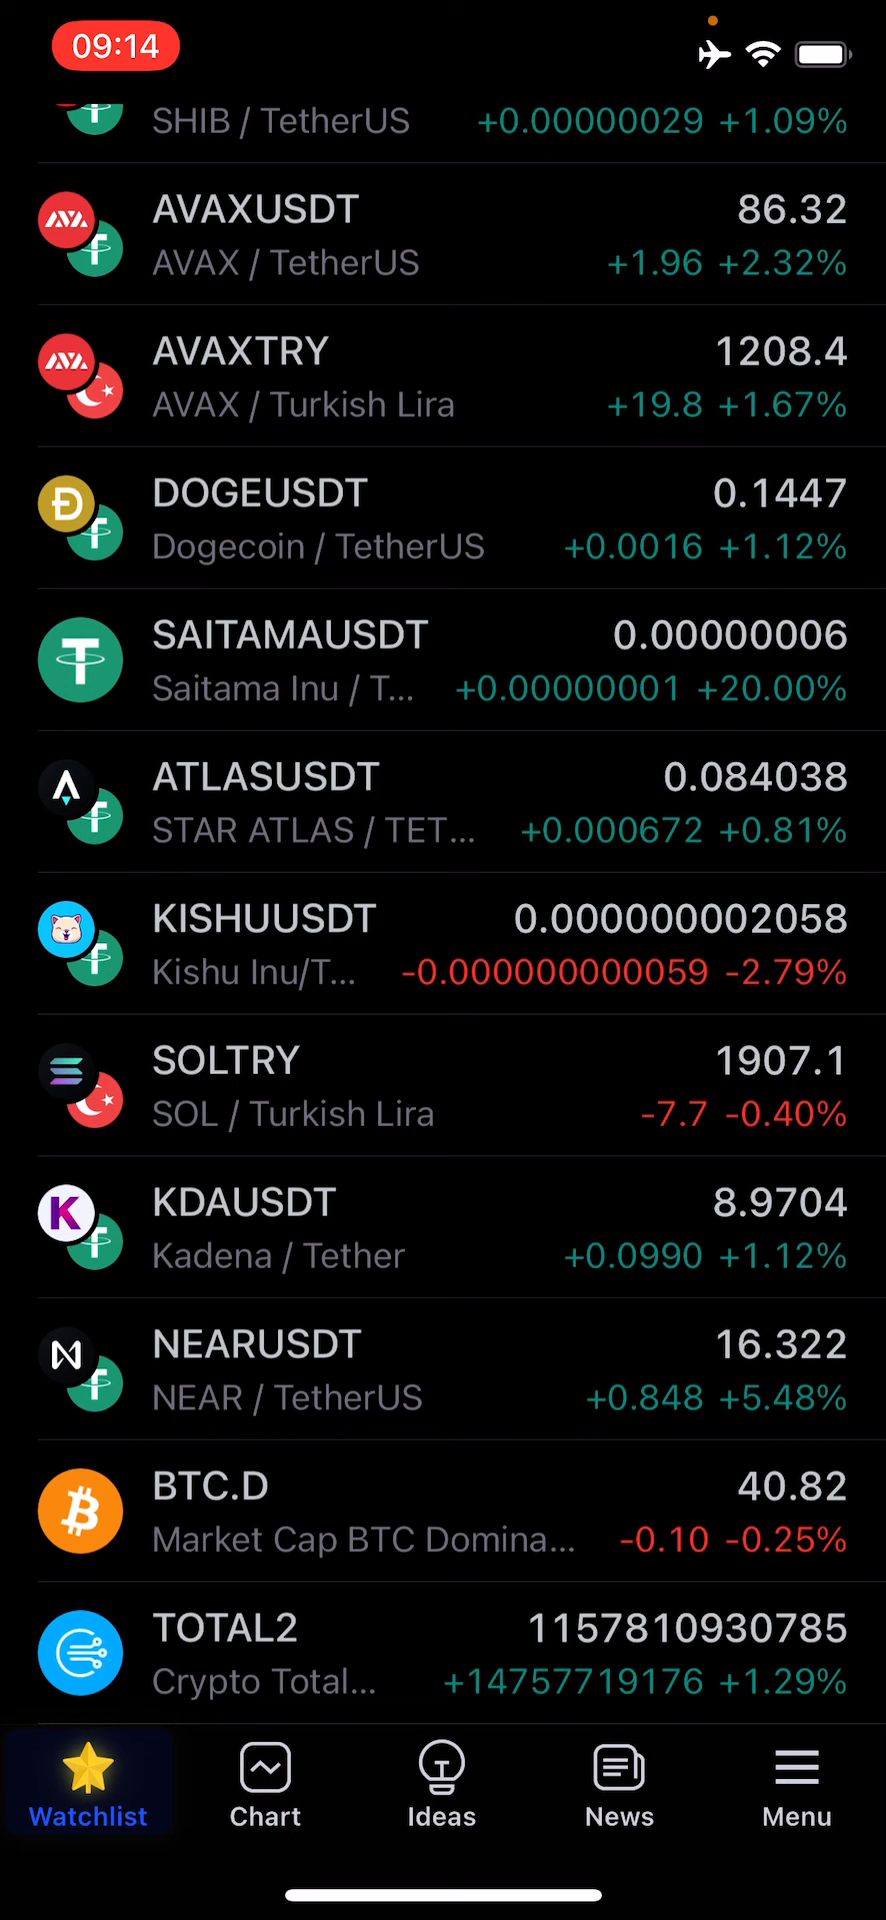 09:14
SHIB / TetherUS +0.00000029 +1.09%
AVAXUSDT 86.32
AVAX / TetherUS +1.96 +2.32%
AVAXTRY 1208.4
AVAX / Turkish Lira +19.8 +1.67%
DOGEUSDT 0.1447
Dogecoin / TetherUS +0.0016 +1.12%
SAITAMAUSDT 0.00000006
Saitama Inu / T... +0.00000001 +20.00%
ATLASUSDT 0.084038
STAR ATLAS / TET... +0.000672 +0.81%
KISHUUSDT 0.000000002058
Kishu Inu/T... -0.000000000059 -2.79%
SOLTRY 1907.1
SOL / Turkish Lira -7.7 -0.40%
KDAUSDT 8.9704
Kadena / Tether +0.0990 +1.12%
NEARUSDT 16.322
NEAR / TetherUS +0.848 +5.48%
BTC.D 40.82
Market Cap BTC Domina... -0.10 -0.25%
TOTAL2 1157810930785
Crypto Total... +14757719176 +1.29%
Watchlist Chart Ideas News Menu